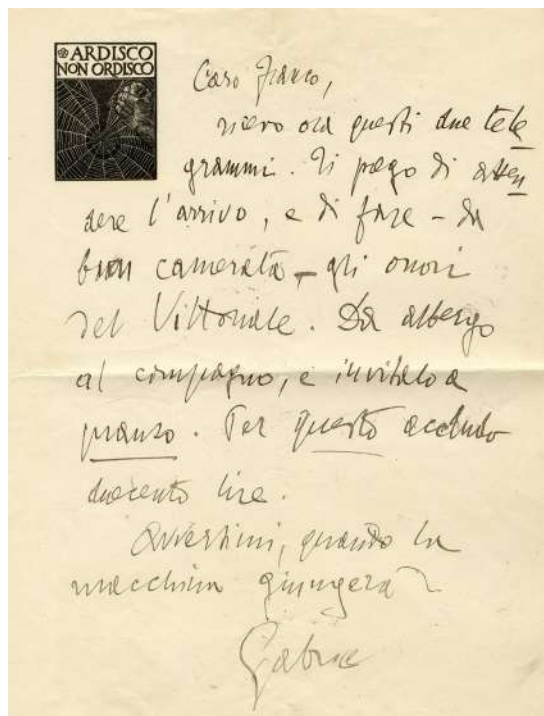 ARDISCO
NON ORDISCO
Caro Franco,
ricevo ora questi due tele
grammi. Ti prego di atten
dere l'arrivo, e di fare – da
buon camerata – gli onori
del Vittoriale. Da albergo
al compagno, e invitalo a
pranzo. Per questo accludo
duecento lire.
Avvertimi, quando la
macchina giungerà
Gabrie